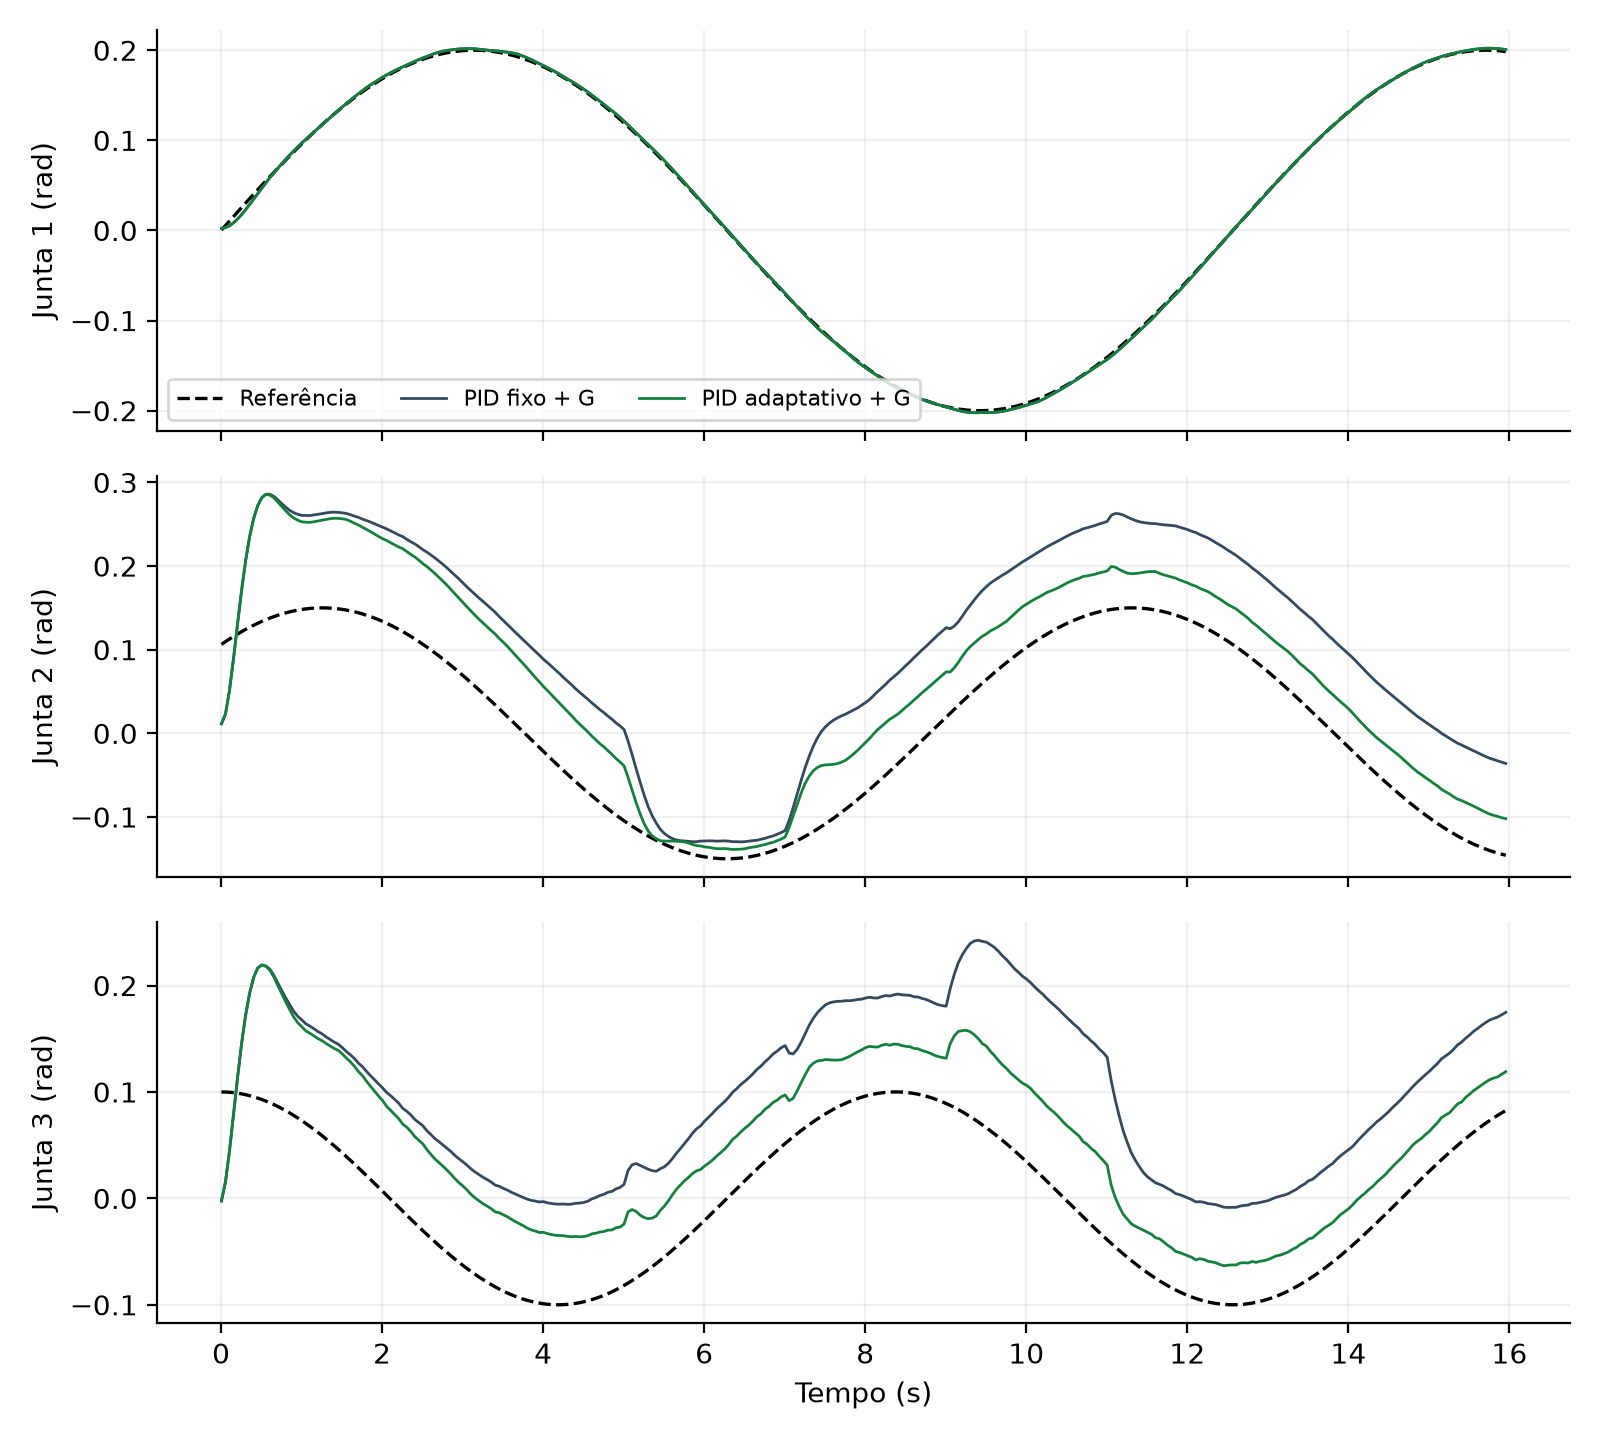 0.2
0.1
0.0
−0.1
−0.2
Junta 1 (rad)
Referência PID fixo + G PID adaptativo + G
0.3
0.2
0.1
0.0
−0.1
Junta 2 (rad)
0.2
0.1
0.0
−0.1
Junta 3 (rad)
0 2 4 6 8 10 12 14 16
Tempo (s)